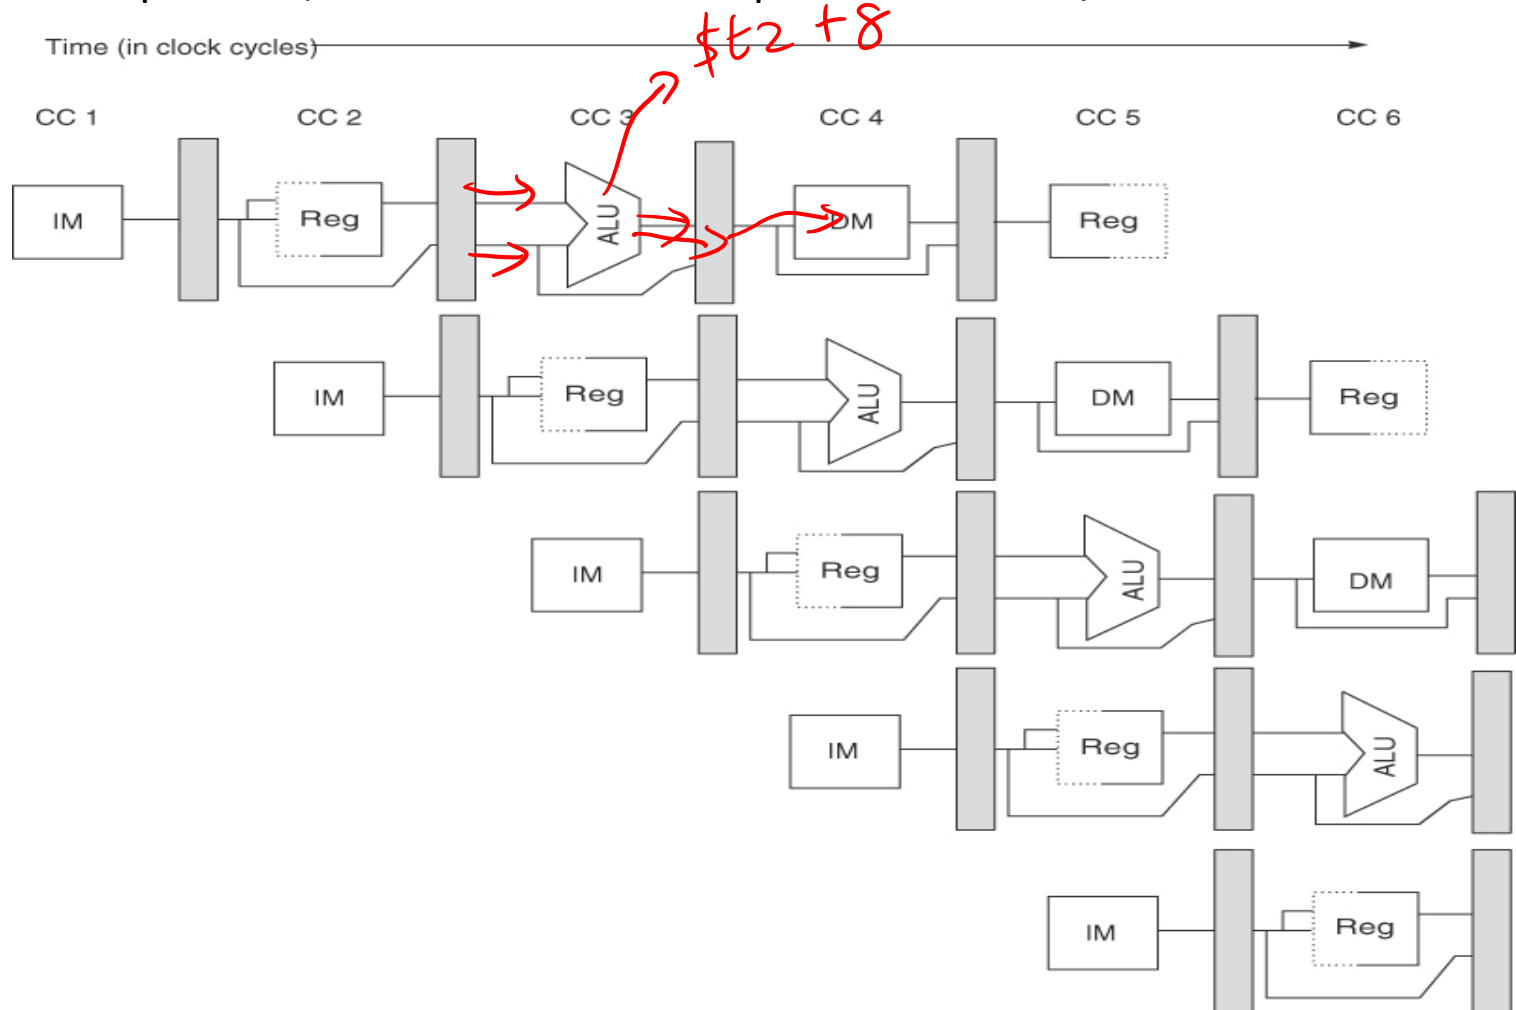 $t2 +8
Time (in clock cycles)
CC 1 CC 2 CC 3 CC 4 CC 5 CC 6
IM Reg ALU DM Reg
IM Reg ALU DM Reg
IM Reg ALU DM
IM Reg ALU
IM Reg